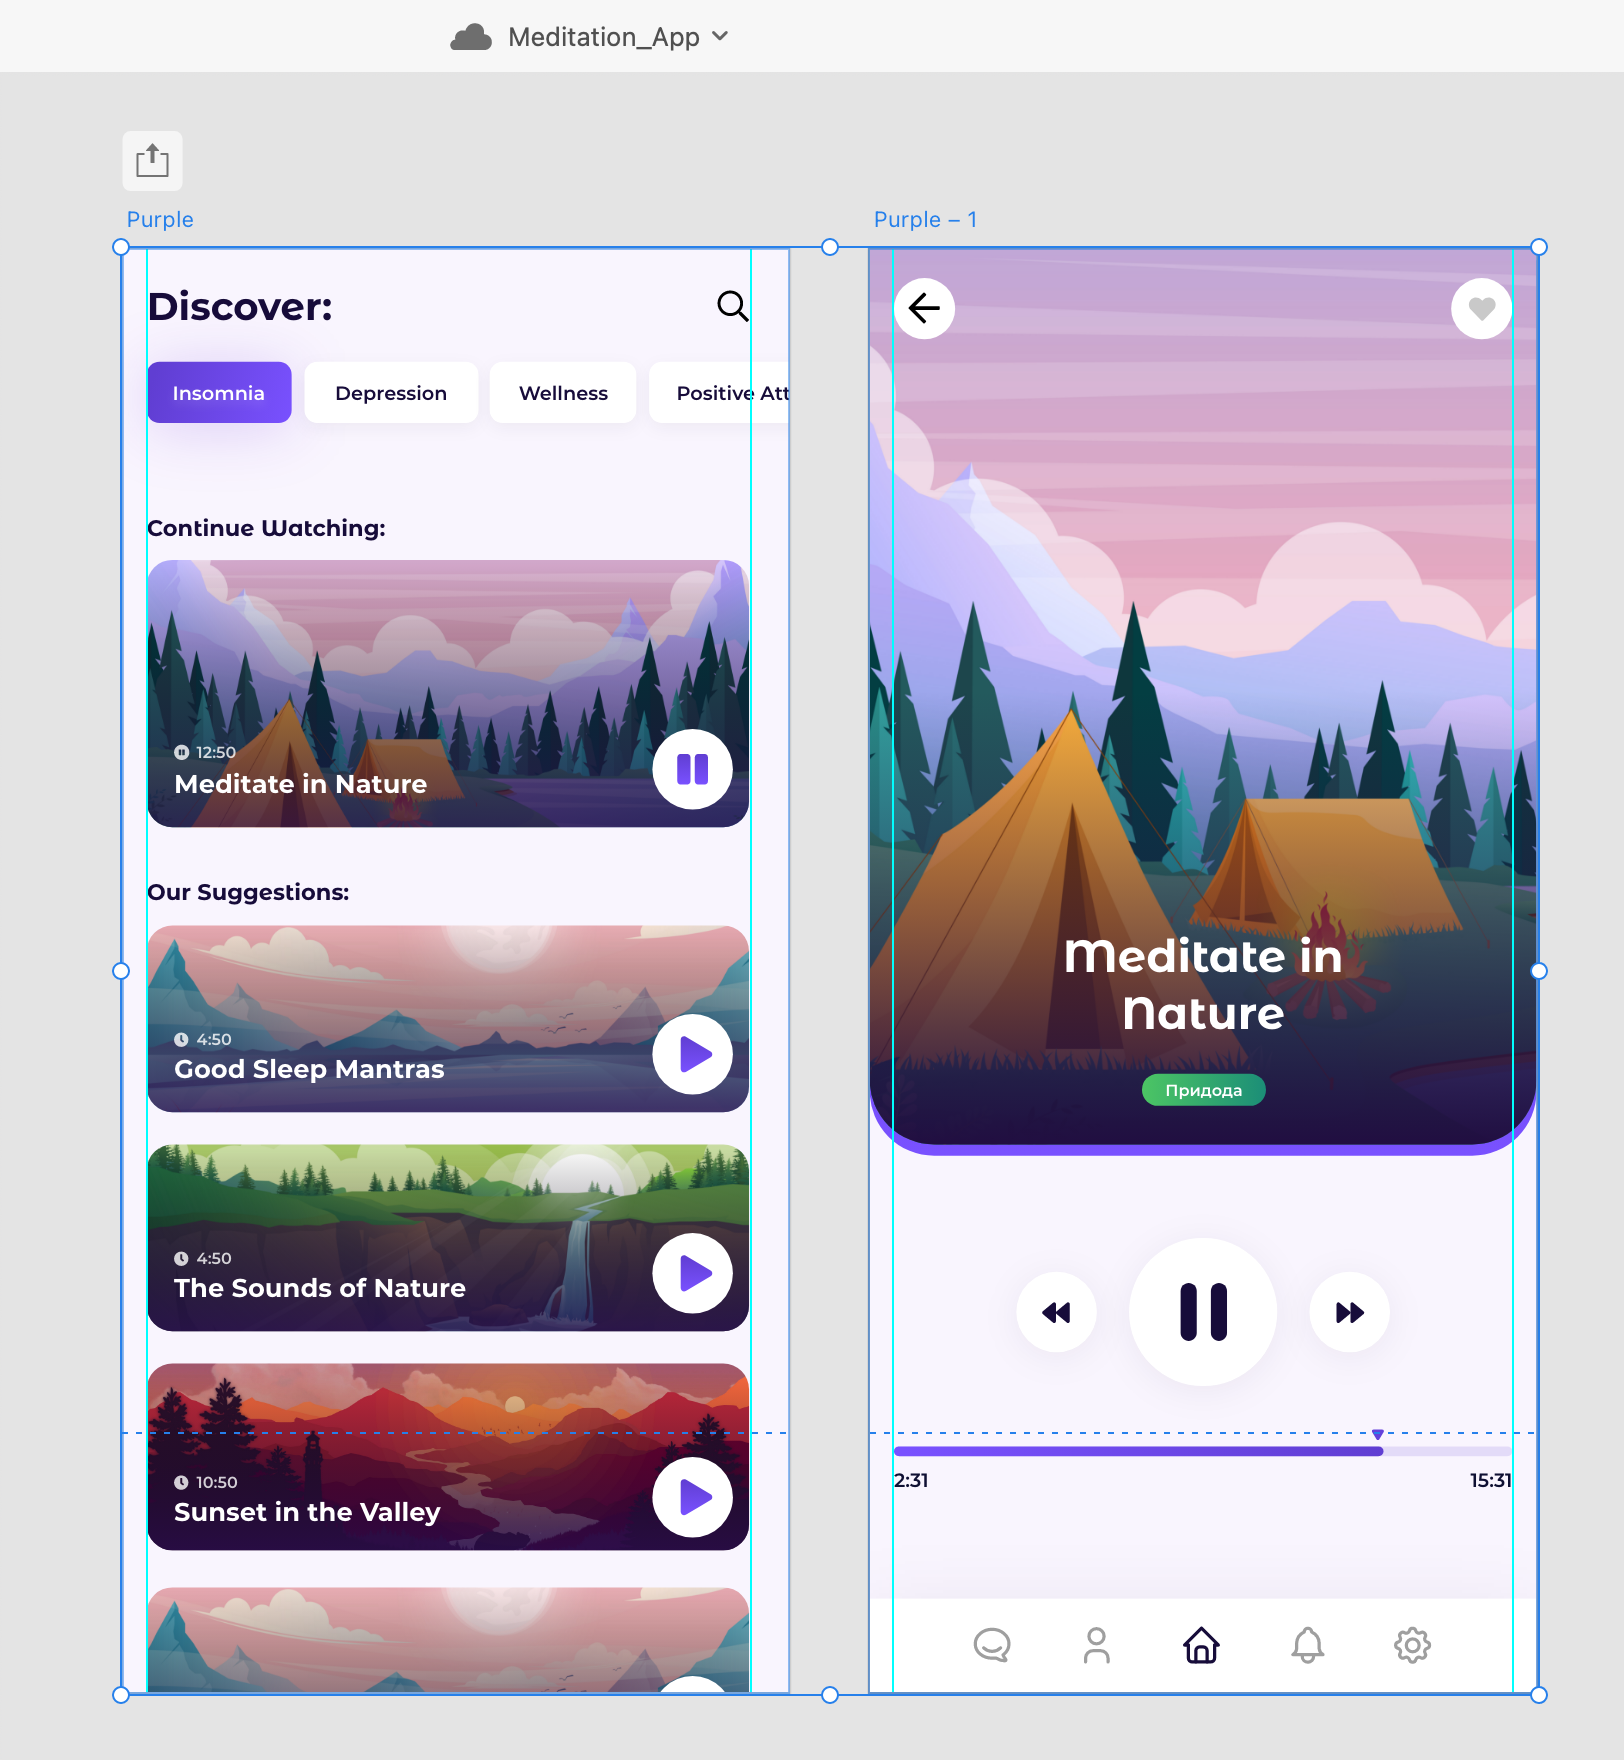 Meditation_App
Purple
Purple – 1
Discover:
Insomnia
Depression
Wellness
Positive Att
Continue Watching:
12:50
Meditate in Nature
Our Suggestions:
4:50
Good Sleep Mantras
4:50
The Sounds of Nature
10:50
Sunset in the Valley
Meditate in
Nature
Придода
2:31
15:31